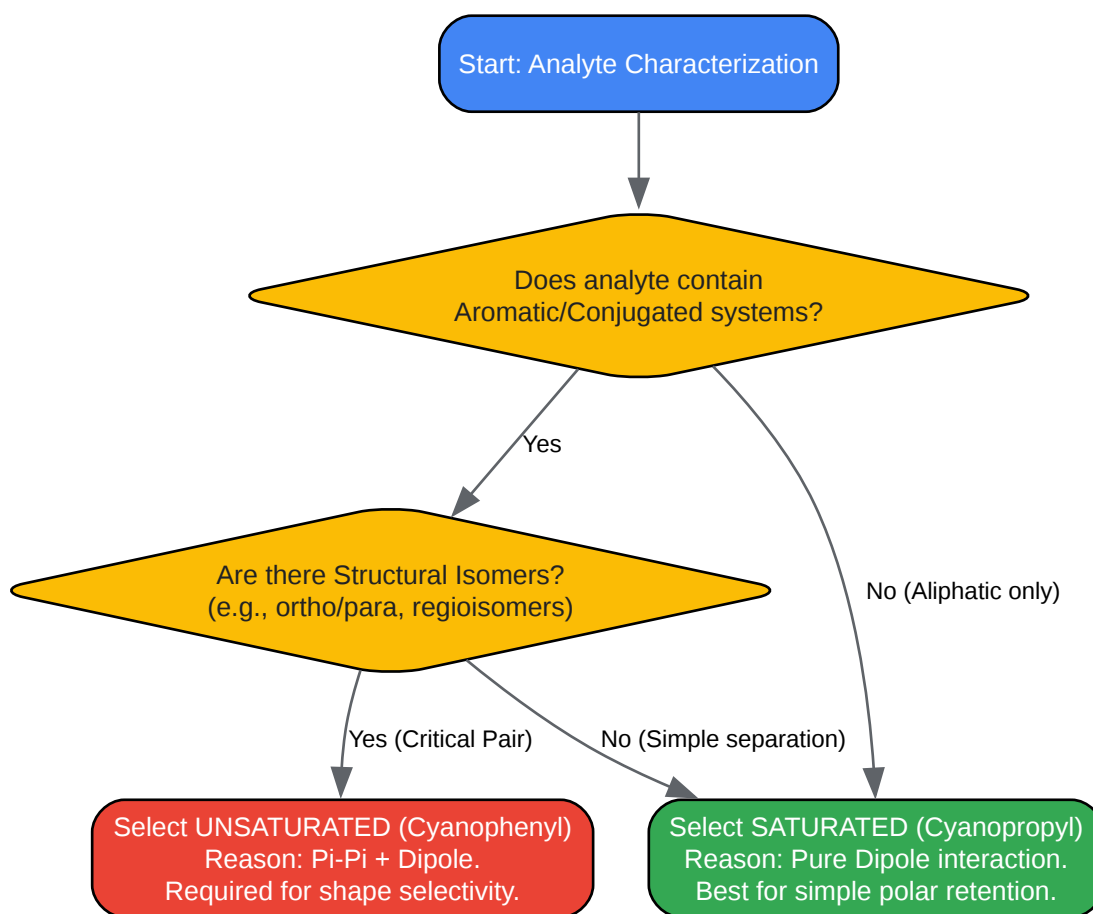 Start: Analyte Characterization
Does analyte contain
Aromatic/Conjugated systems?
Yes
Are there Structural Isomers?
(e.g., ortho/para, regioisomers)
No (Aliphatic only)
Yes (Critical Pair)
No (Simple separation)
Select UNSATURATED (Cyanophenyl)
Reason: Pi-Pi + Dipole.
Required for shape selectivity.
Select SATURATED (Cyanopropyl)
Reason: Pure Dipole interaction.
Best for simple polar retention.